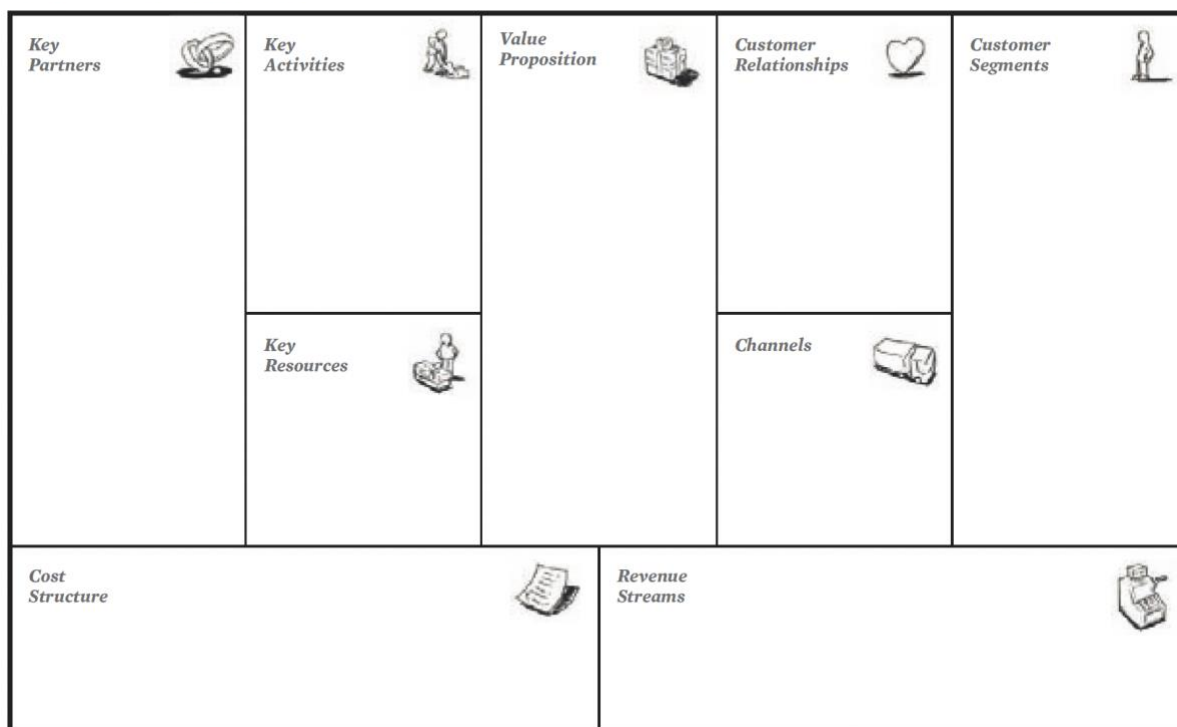 Key
Partners
Key
Activities
Value
Proposition
Customer
Relationships
Customer
Segments
Key
Resources
Channels
Cost
Structure
Revenue
Streams